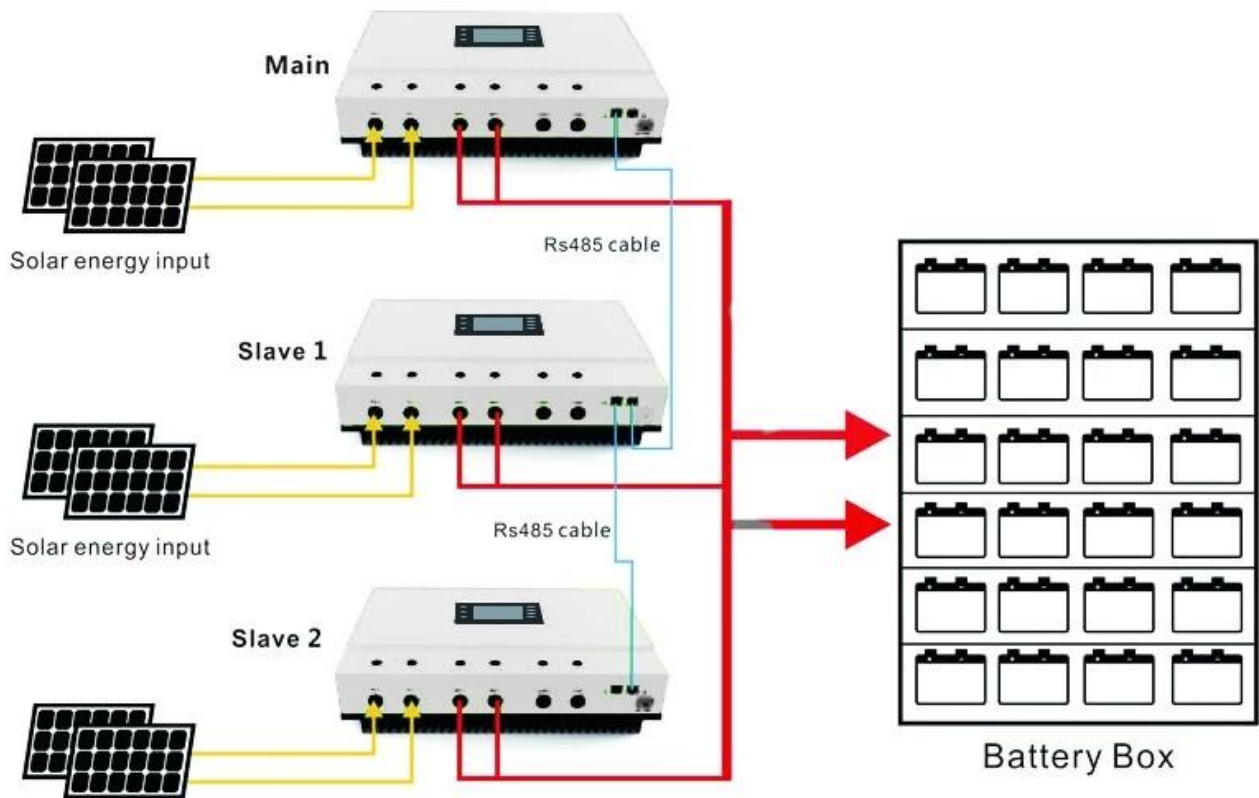 Main
Solar energy input
Rs485 cable
Slave 1
Solar energy input
Rs485 cable
Slave 2
Battery Box